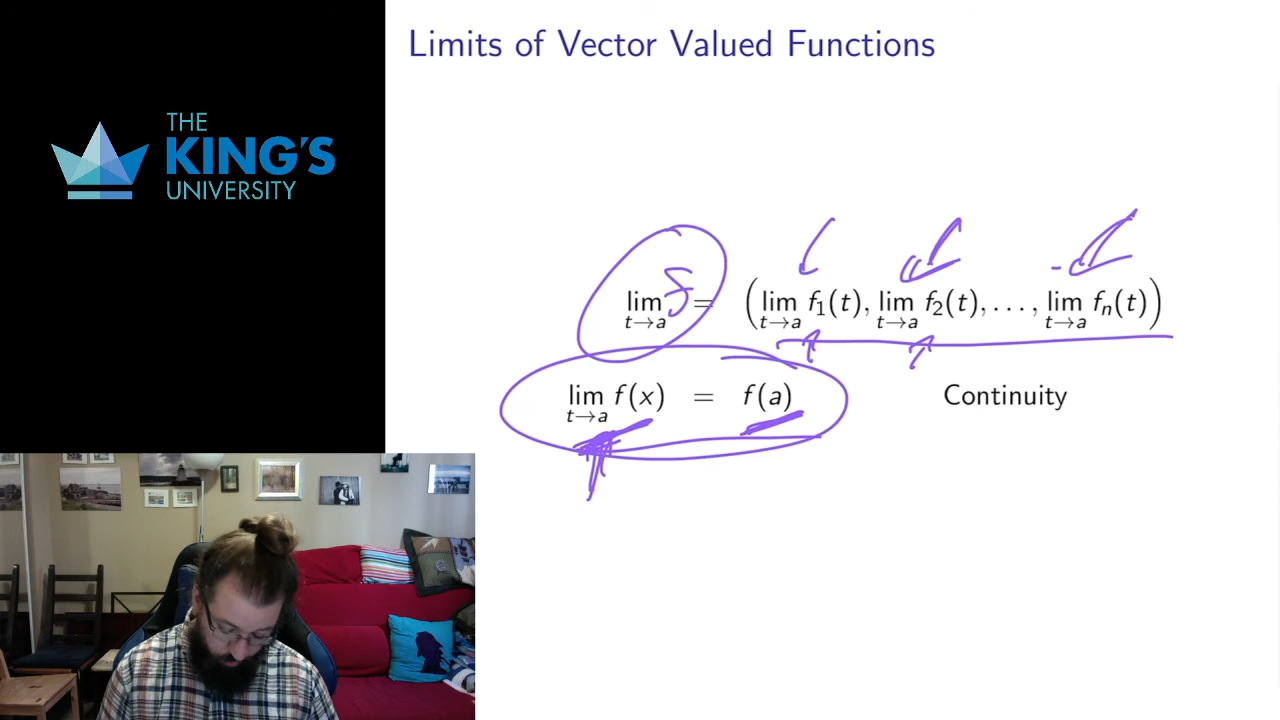 Limits of Vector Valued Functions
THE
KING'S
UNIVERSITY
lim t→a f = (lim t→a f₁(t), lim t→a f₂(t), . . . , lim t→a fₙ(t))
lim t→a f(x) = f(a) Continuity